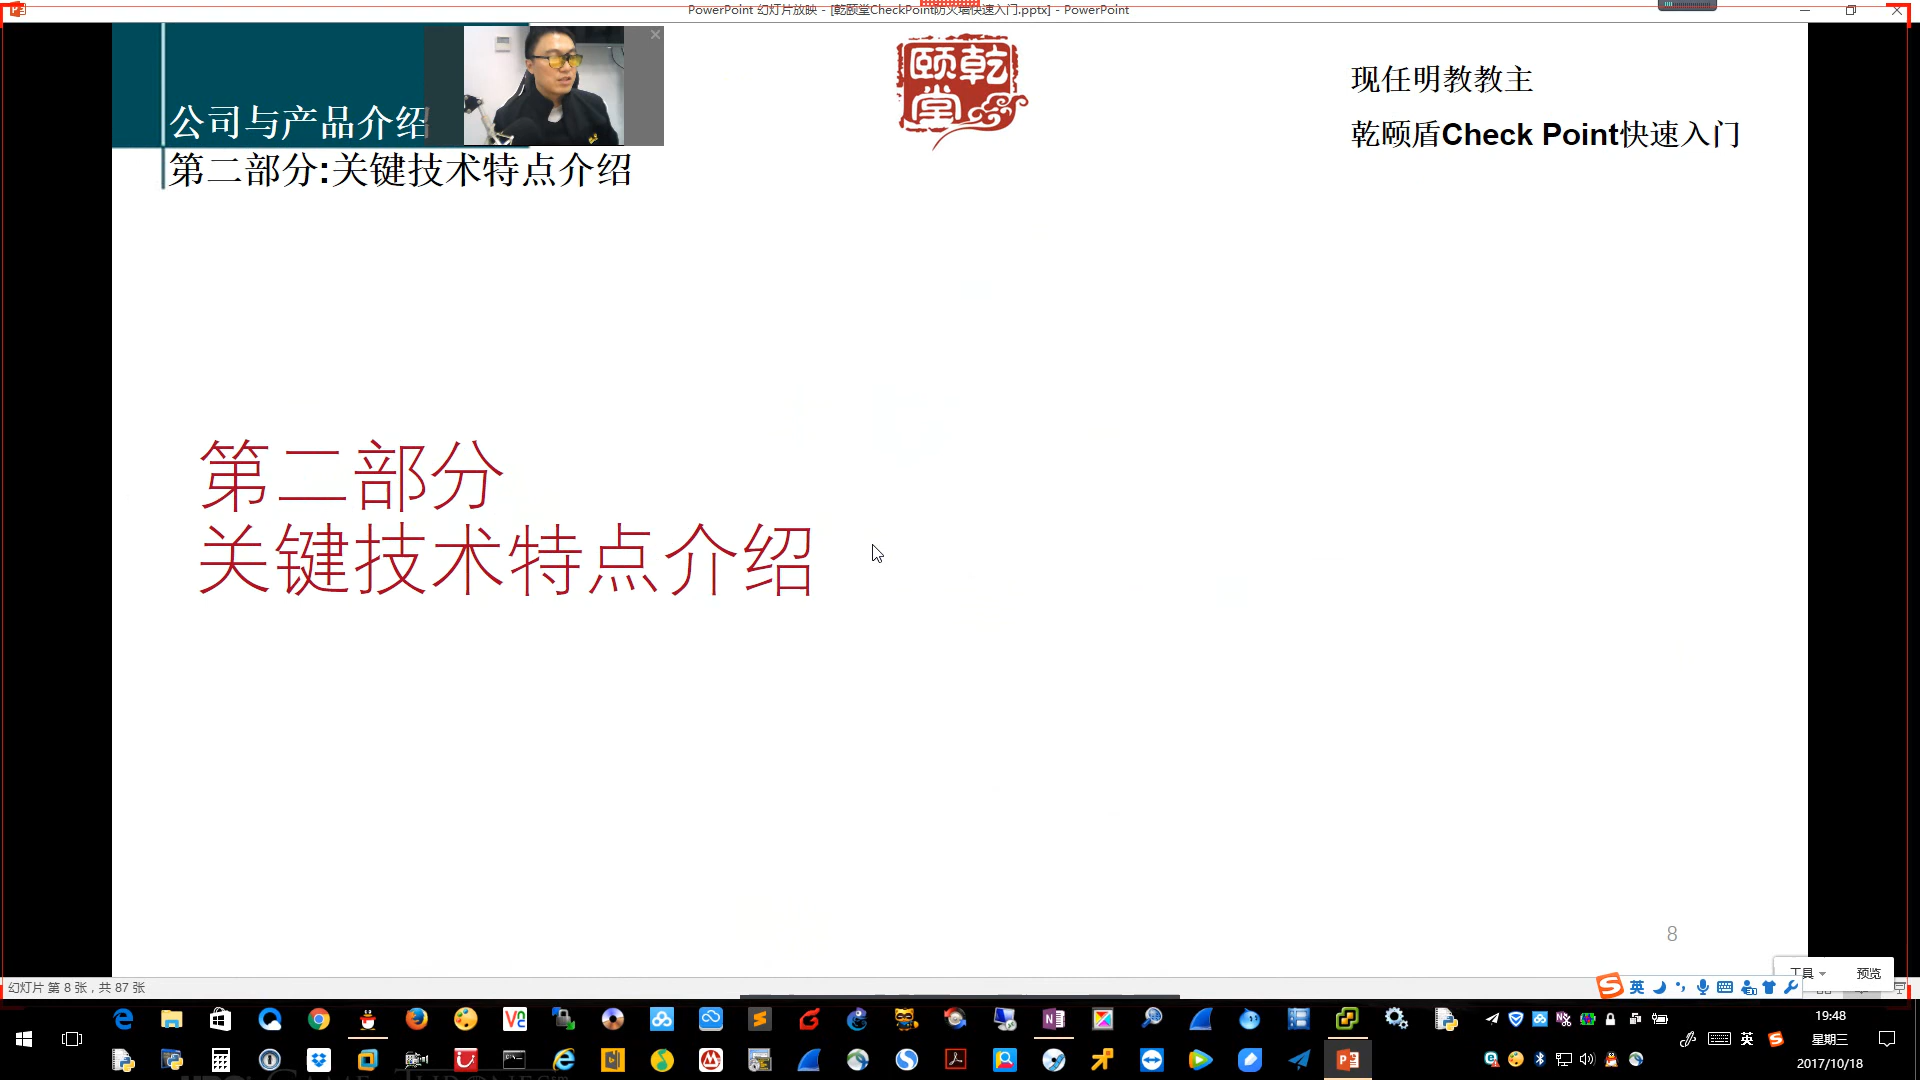 PowerPoint 幻灯片放映 - [乾颐堂CheckPoint防火墙快速入门.pptx] - PowerPoint
公司与产品介绍
第二部分:关键技术特点介绍
乾颐堂
现任明教教主
乾颐盾Check Point快速入门
第二部分
关键技术特点介绍
8
工具
预览
幻灯片 第 8 张，共 87 张
英
19:48
英
星期三
2017/10/18